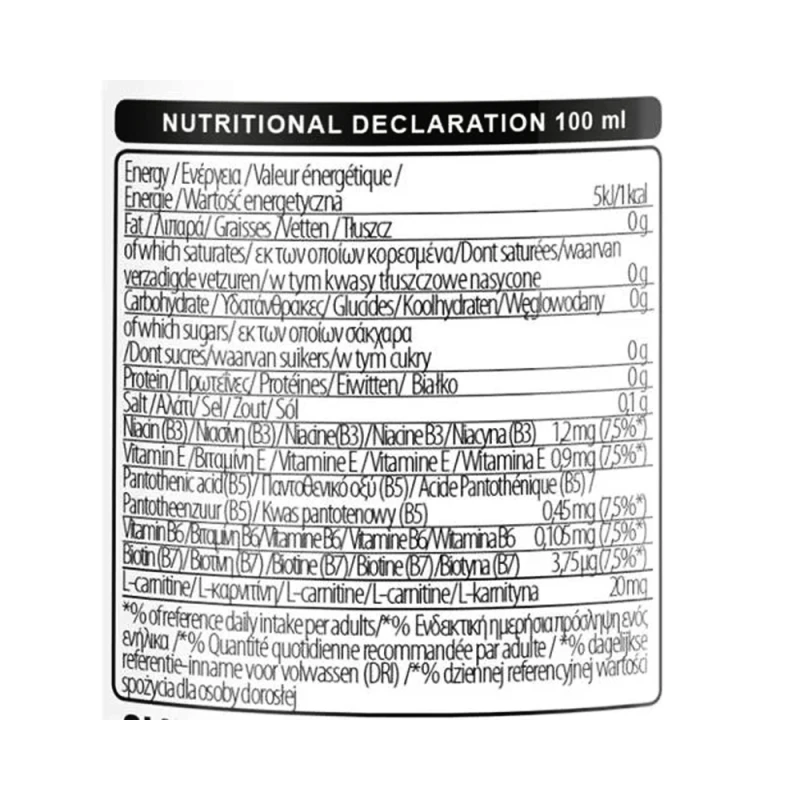 NUTRITIONAL DECLARATION 100 ml
Energy / Ενέργεια / Valeur énergétique /
Energie / Wartość energetyczna 5kJ/1kcal
Fat / Λιπαρά / Graisses / Vetten / Tłuszcz 0g
of which saturates / εκ των οποίων κορεσμένα / Dont saturées / waarvan
verzadigde vetzuren / w tym kwasy tłuszczowe nasycone 0g
Carbohydrate / Υδατάνθρακες / Glucides / Koolhydraten / Węglowodany 0g
of which sugars / εκ των οποίων σάκχαρα
/Dont sucres/waarvan suikers/w tym cukry 0g
Protein / Πρωτεΐνες / Protéines / Eiwitten / Białko 0g
Salt / Αλάτι / Sel / Zout / Sól 0,1g
Niacin (B3) / Νιασίνη (B3) / Niacine (B3) / Niacine B3 / Niacyna (B3) 1,2mg (7,5%*)
Vitamin E / Βιταμίνη E / Vitamine E / Vitamine E / Witamina E 0,9mg (7,5%*)
Pantothenic acid (B5) / Παντοθενικό οξύ (B5) / Acide Pantothénique (B5) /
Pantotheenzuur (B5) / Kwas pantotenowy (B5) 0,45mg (7,5%*)
Vitamin B6 / Βιταμίνη B6 / Vitamine B6 / Vitamine B6 / Witamina B6 0,105mg (7,5%*)
Biotin (B7) / Βιοτίνη (B7) / Biotine (B7) / Biotine (B7) / Biotyna (B7) 3,75μg (7,5%*)
L-carnitine / L-καρνιτίνη / L-carnitine / L-carnitine / L-karnityna 20mg
*% of reference daily intake per adults / *% Ενδεικτική ημερήσια πρόσληψη ενός
ενήλικα / *% Quantité quotidienne recommandée par adulte / *% dagelijkse
referentie-inname voor volwassen (DRI) / *% dziennej referencyjnej wartości
spożycia dla osoby dorosłej